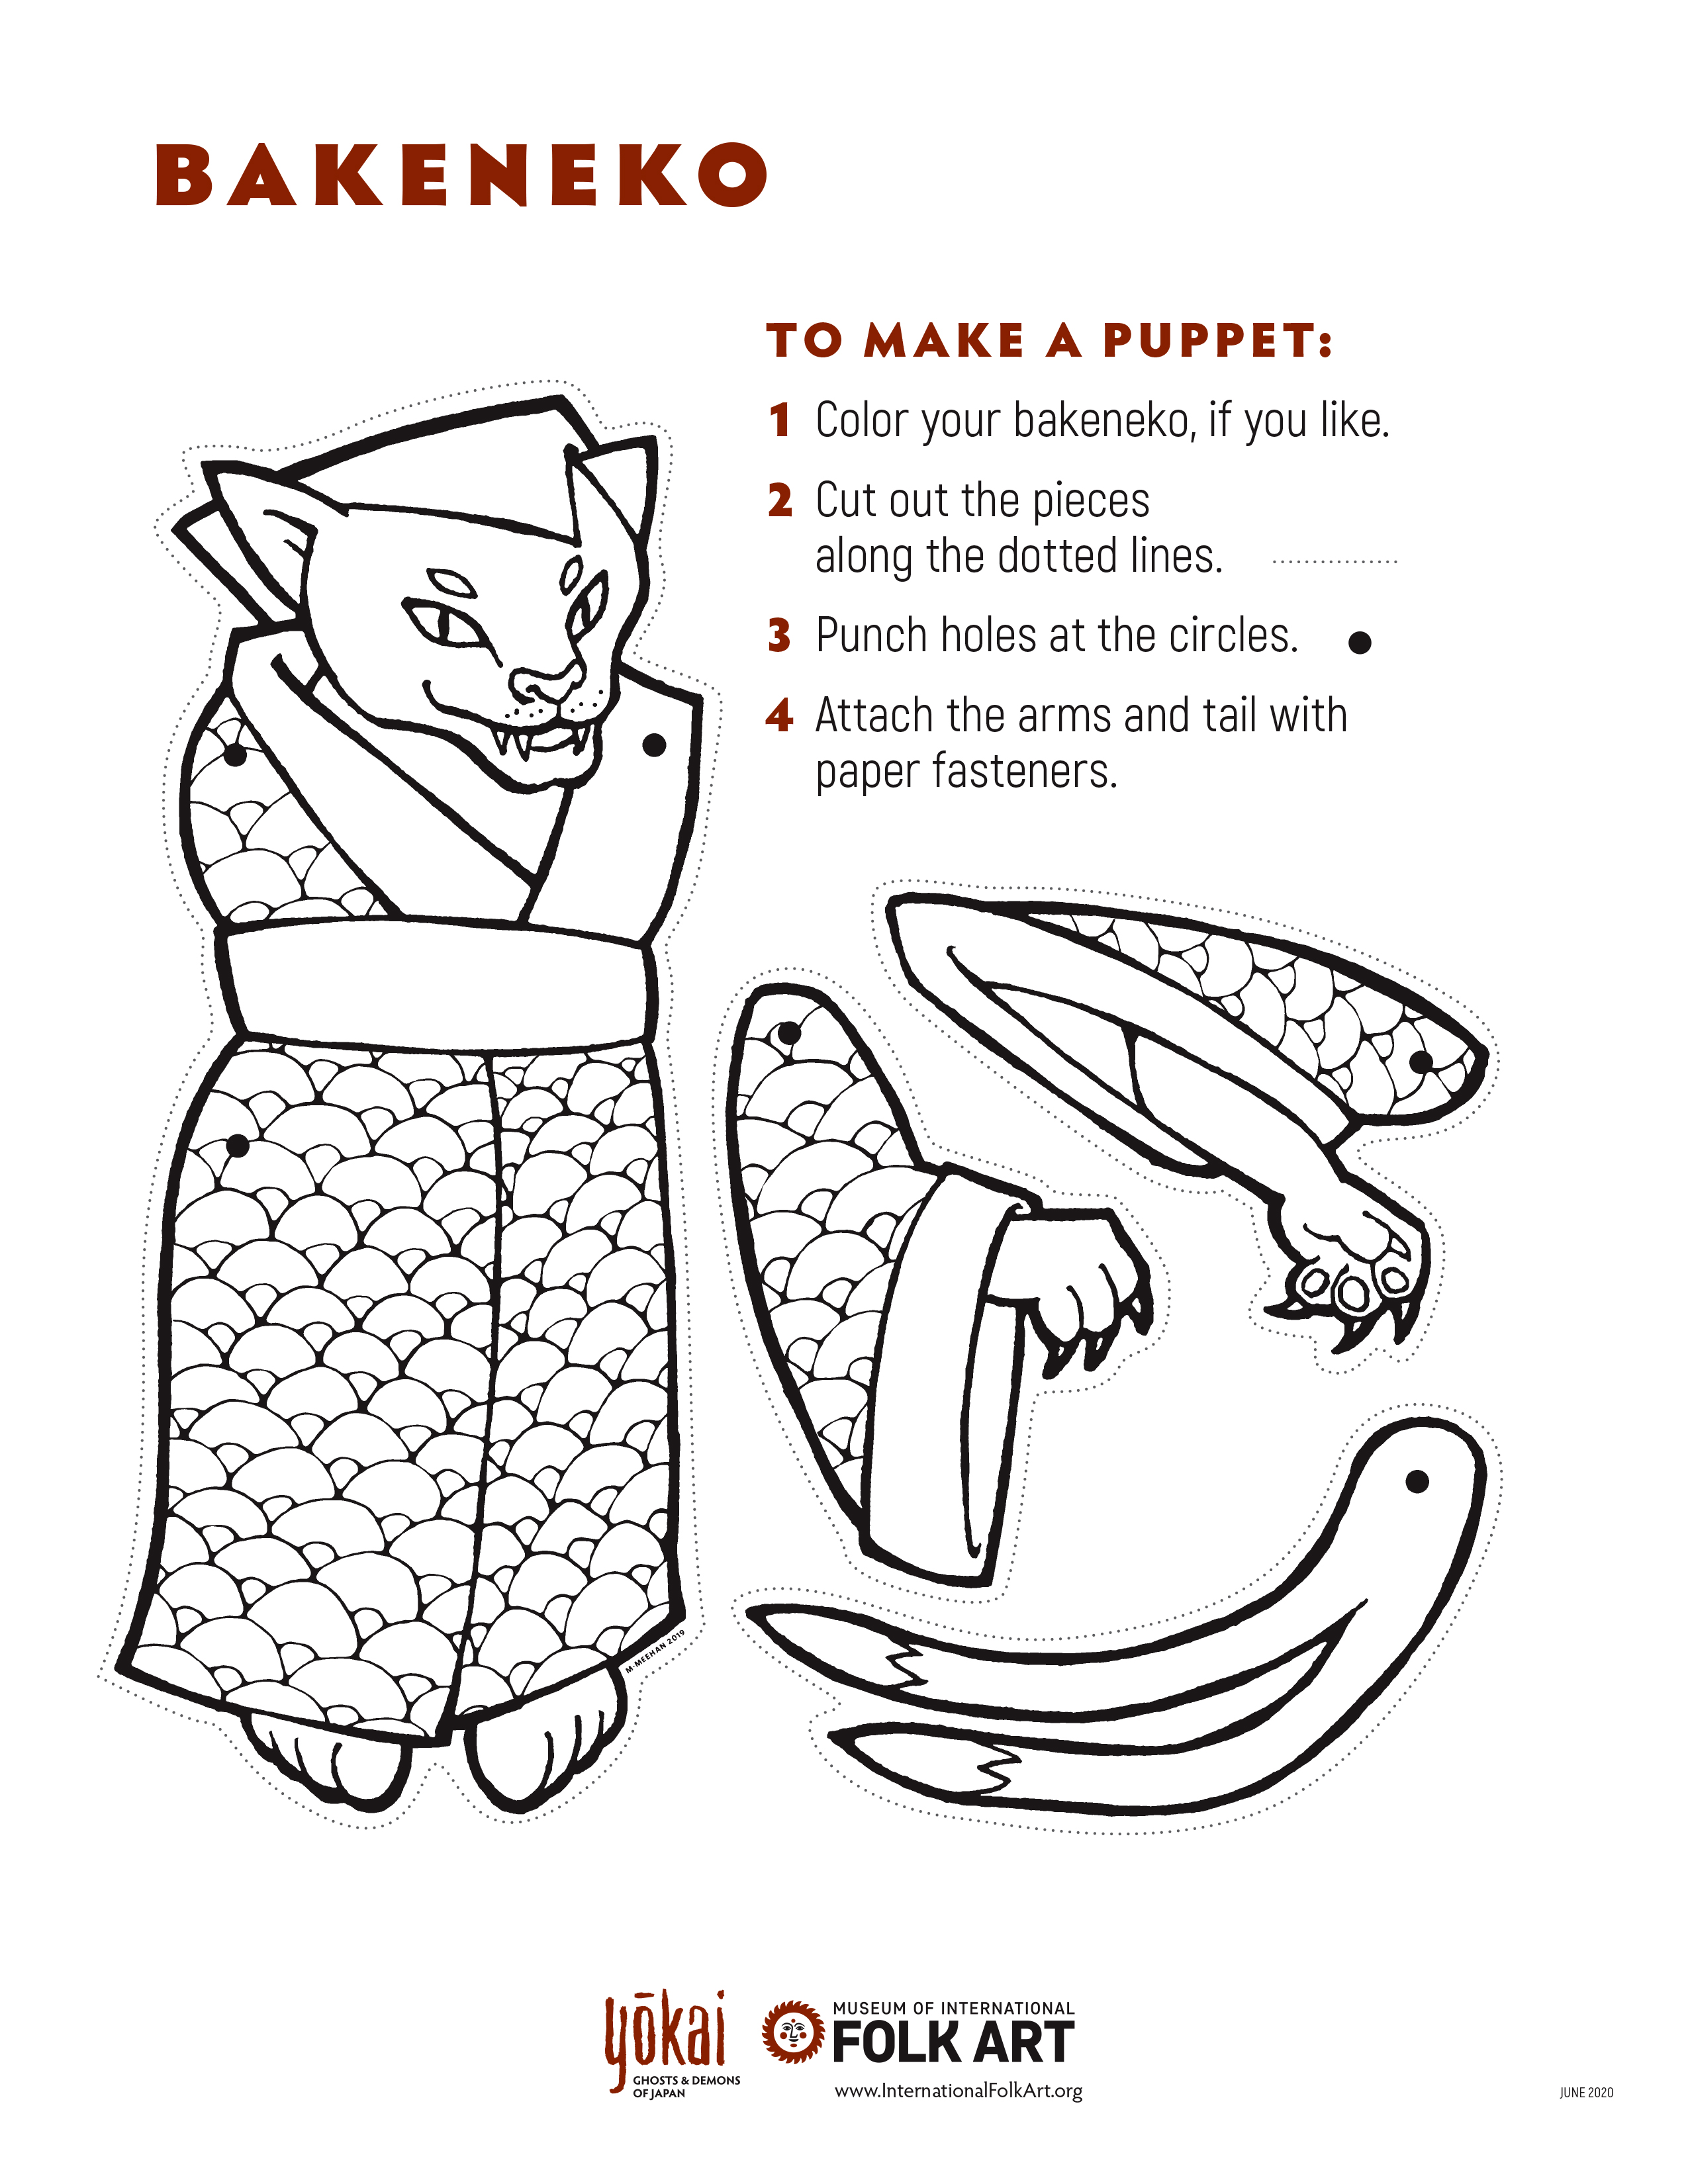 BAKENEKO
TO MAKE A PUPPET:
1 Color your bakeneko, if you like.
2 Cut out the pieces
along the dotted lines.
3 Punch holes at the circles.
4 Attach the arms and tail with
paper fasteners.
M·MEEHAN 2019
yōkai
GHOSTS & DEMONS
OF JAPAN
MUSEUM OF INTERNATIONAL
FOLK ART
www.InternationalFolkArt.org
JUNE 2020